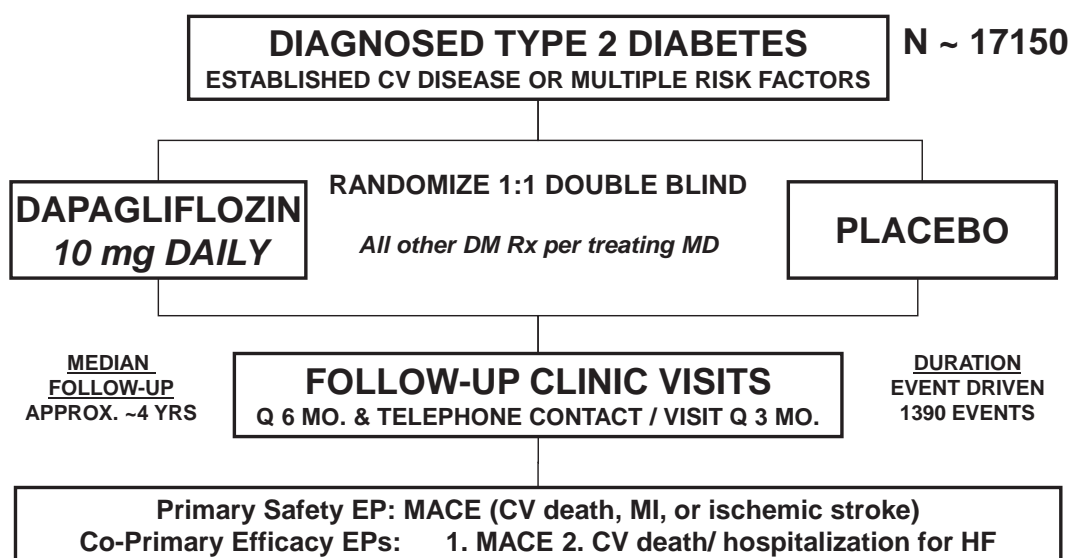 DIAGNOSED TYPE 2 DIABETES
ESTABLISHED CV DISEASE OR MULTIPLE RISK FACTORS
N ~ 17150
DAPAGLIFLOZIN
10 mg DAILY
RANDOMIZE 1:1 DOUBLE BLIND
All other DM Rx per treating MD
PLACEBO
MEDIAN
FOLLOW-UP
APPROX. ~4 YRS
FOLLOW-UP CLINIC VISITS
Q 6 MO. & TELEPHONE CONTACT / VISIT Q 3 MO.
DURATION
EVENT DRIVEN
1390 EVENTS
Primary Safety EP: MACE (CV death, MI, or ischemic stroke)
Co-Primary Efficacy EPs: 1. MACE 2. CV death/ hospitalization for HF